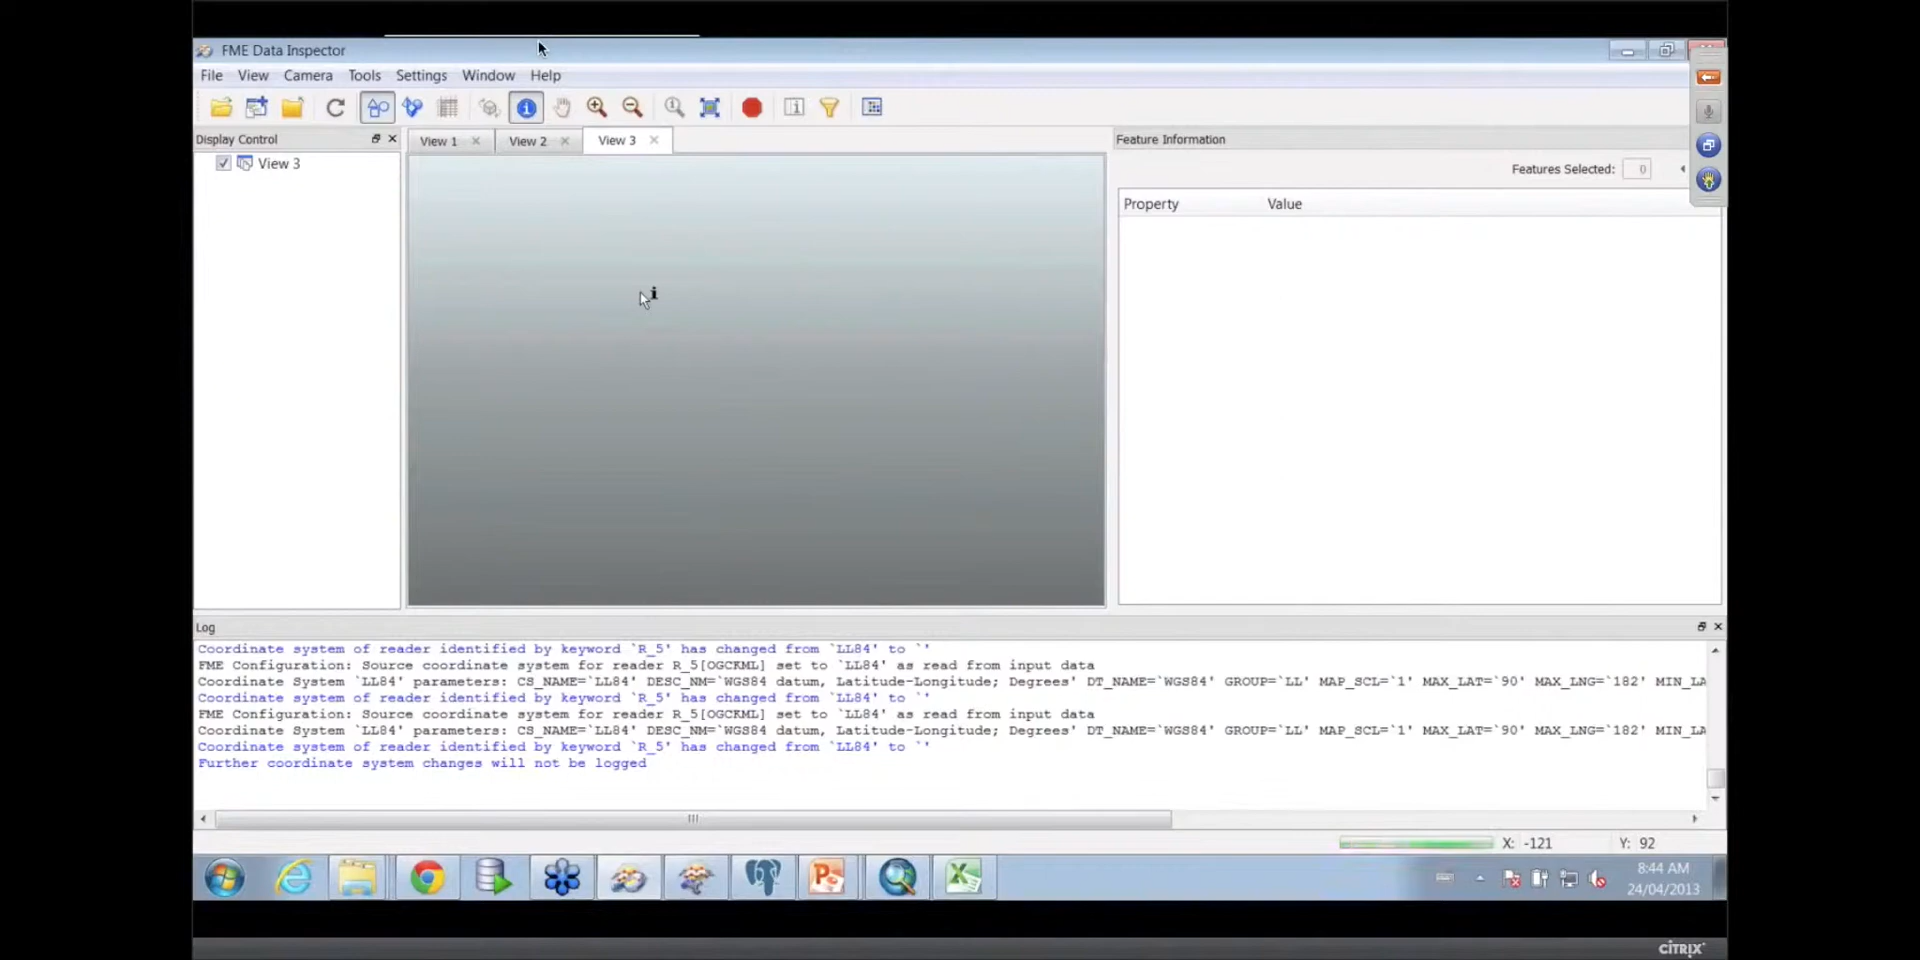 FME Data Inspector
File View Camera Tools Settings Window Help
Display Control
View 1 View 2 View 3
Feature Information
View 3
Features Selected: 0
Property Value
Log
Coordinate system of reader identified by keyword `R_5' has changed from `LL84' to `'
FME Configuration: Source coordinate system for reader R_5[OGCKML] set to `LL84' as read from input data
Coordinate System `LL84' parameters: CS_NAME=`LL84' DESC_NM=`WGS84 datum, Latitude-Longitude; Degrees' DT_NAME=`WGS84' GROUP=`LL' MAP_SCL=`1' MAX_LAT=`90' MAX_LNG=`182' MIN_LA
Coordinate system of reader identified by keyword `R_5' has changed from `LL84' to `'
FME Configuration: Source coordinate system for reader R_5[OGCKML] set to `LL84' as read from input data
Coordinate System `LL84' parameters: CS_NAME=`LL84' DESC_NM=`WGS84 datum, Latitude-Longitude; Degrees' DT_NAME=`WGS84' GROUP=`LL' MAP_SCL=`1' MAX_LAT=`90' MAX_LNG=`182' MIN_LA
Coordinate system of reader identified by keyword `R_5' has changed from `LL84' to `'
Further coordinate system changes will not be logged
X: -121 Y: 92
8:44 AM
24/04/2013
CITRIX